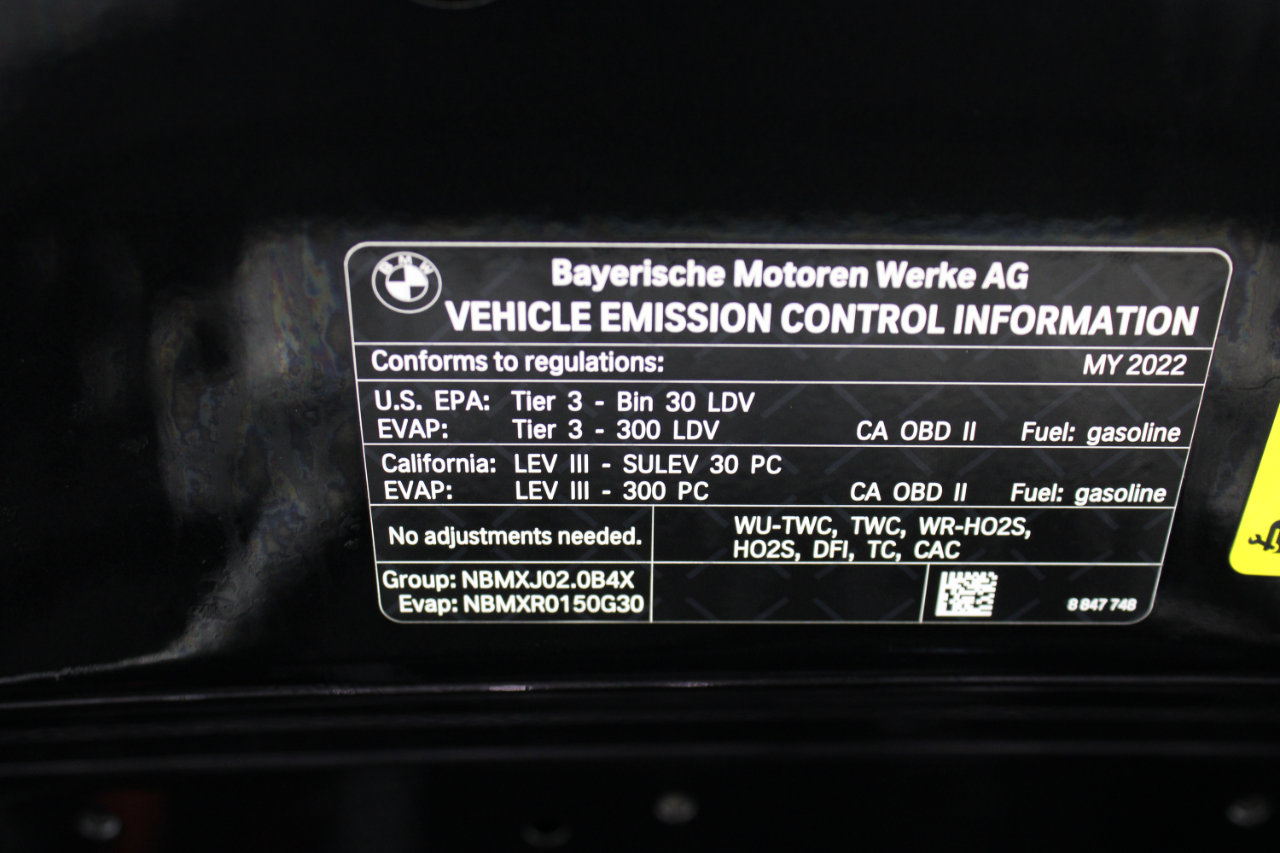 BMW
Bayerische Motoren Werke AG
VEHICLE EMISSION CONTROL INFORMATION
Conforms to regulations: MY 2022
U.S. EPA: Tier 3 - Bin 30 LDV
EVAP: Tier 3 - 300 LDV CA OBD II Fuel: gasoline
California: LEV III - SULEV 30 PC
EVAP: LEV III - 300 PC CA OBD II Fuel: gasoline
No adjustments needed.
WU-TWC, TWC, WR-HO2S,
HO2S, DFI, TC, CAC
Group: NBMXJ02.0B4X
Evap: NBMXR0150G30
8 847 748